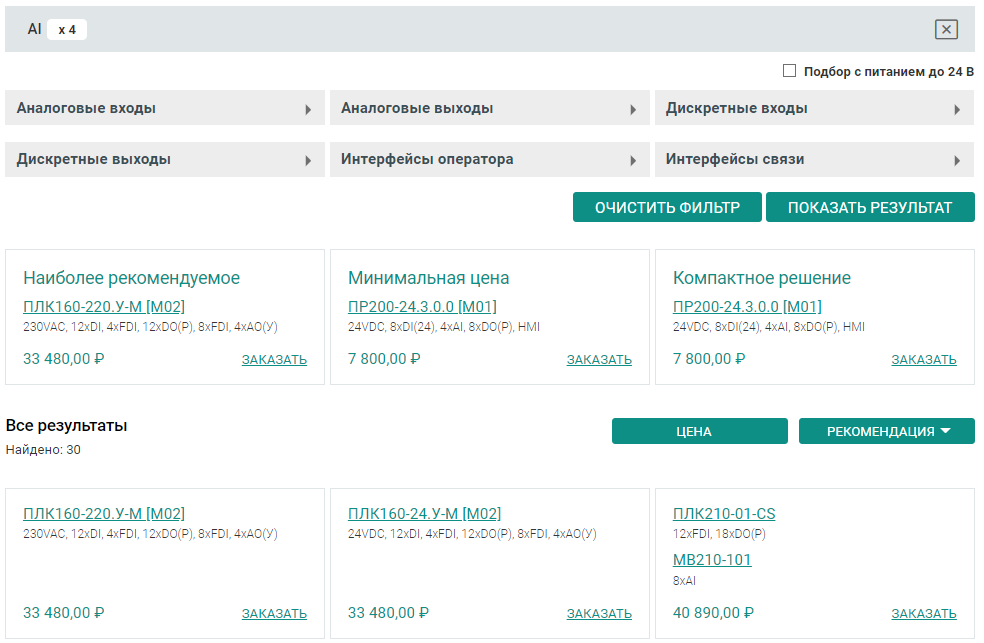 AI x 4
Подбор с питанием до 24 В
Аналоговые входы
Аналоговые выходы
Дискретные входы
Дискретные выходы
Интерфейсы оператора
Интерфейсы связи
ОЧИСТИТЬ ФИЛЬТР
ПОКАЗАТЬ РЕЗУЛЬТАТ
Наиболее рекомендуемое
ПЛК160-220.У-М [М02]
230VAC, 12xDI, 4xFDI, 12xDO(Р), 8xFDI, 4xAO(У)
33 480,00 ₽
ЗАКАЗАТЬ
Минимальная цена
ПР200-24.3.0.0 [М01]
24VDC, 8xDI(24), 4xAI, 8xDO(Р), HMI
7 800,00 ₽
ЗАКАЗАТЬ
Компактное решение
ПР200-24.3.0.0 [М01]
24VDC, 8xDI(24), 4xAI, 8xDO(Р), HMI
7 800,00 ₽
ЗАКАЗАТЬ
Все результаты
Найдено: 30
ЦЕНА
РЕКОМЕНДАЦИЯ
ПЛК160-220.У-М [М02]
230VAC, 12xDI, 4xFDI, 12xDO(Р), 8xFDI, 4xAO(У)
33 480,00 ₽
ЗАКАЗАТЬ
ПЛК160-24.У-М [М02]
24VDC, 12xDI, 4xFDI, 12xDO(Р), 8xFDI, 4xAO(У)
33 480,00 ₽
ЗАКАЗАТЬ
ПЛК210-01-CS
12xFDI, 18xDO(Р)
МВ210-101
8xAI
40 890,00 ₽
ЗАКАЗАТЬ